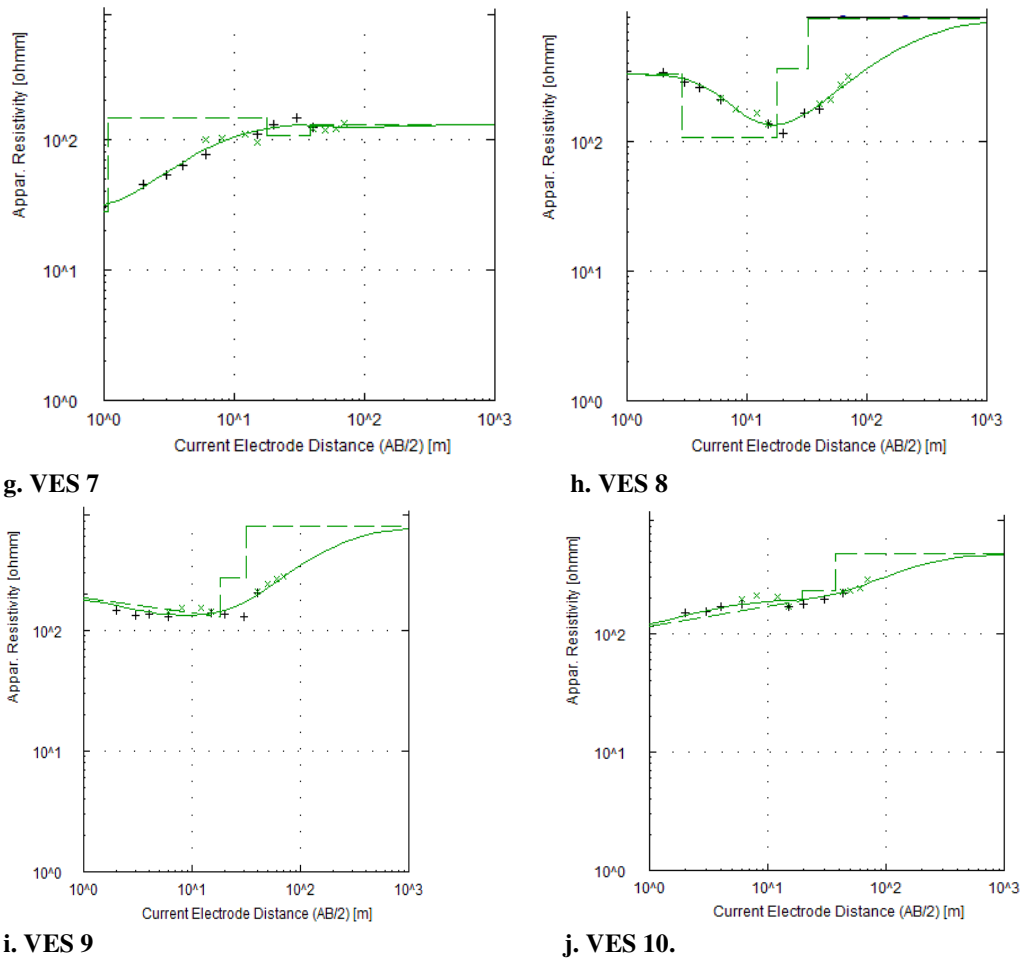 Appar. Resistivity [ohmm]
10^2
10^1
10^0
10^0 10^1 10^2 10^3
Current Electrode Distance (AB/2) [m]
g. VES 7
Appar. Resistivity [ohmm]
10^2
10^1
10^0
10^0 10^1 10^2 10^3
Current Electrode Distance (AB/2) [m]
h. VES 8
Appar. Resistivity [ohmm]
10^2
10^1
10^0
10^0 10^1 10^2 10^3
Current Electrode Distance (AB/2) [m]
i. VES 9
Appar. Resistivity [ohmm]
10^2
10^1
10^0
10^0 10^1 10^2 10^3
Current Electrode Distance (AB/2) [m]
j. VES 10.